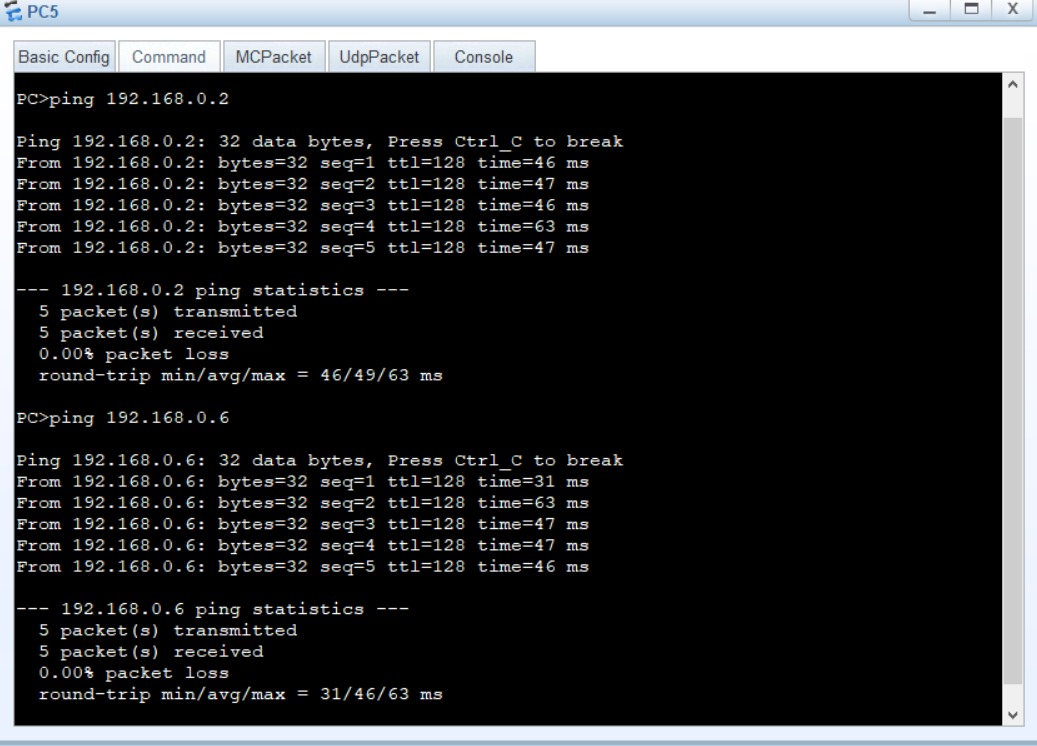 PC5
Basic Config Command MCPacket UdpPacket Console
PC>ping 192.168.0.2
Ping 192.168.0.2: 32 data bytes, Press Ctrl_C to break
From 192.168.0.2: bytes=32 seq=1 ttl=128 time=46 ms
From 192.168.0.2: bytes=32 seq=2 ttl=128 time=47 ms
From 192.168.0.2: bytes=32 seq=3 ttl=128 time=46 ms
From 192.168.0.2: bytes=32 seq=4 ttl=128 time=63 ms
From 192.168.0.2: bytes=32 seq=5 ttl=128 time=47 ms
--- 192.168.0.2 ping statistics ---
5 packet(s) transmitted
5 packet(s) received
0.00% packet loss
round-trip min/avg/max = 46/49/63 ms
PC>ping 192.168.0.6
Ping 192.168.0.6: 32 data bytes, Press Ctrl_C to break
From 192.168.0.6: bytes=32 seq=1 ttl=128 time=31 ms
From 192.168.0.6: bytes=32 seq=2 ttl=128 time=63 ms
From 192.168.0.6: bytes=32 seq=3 ttl=128 time=47 ms
From 192.168.0.6: bytes=32 seq=4 ttl=128 time=47 ms
From 192.168.0.6: bytes=32 seq=5 ttl=128 time=46 ms
--- 192.168.0.6 ping statistics ---
5 packet(s) transmitted
5 packet(s) received
0.00% packet loss
round-trip min/avg/max = 31/46/63 ms